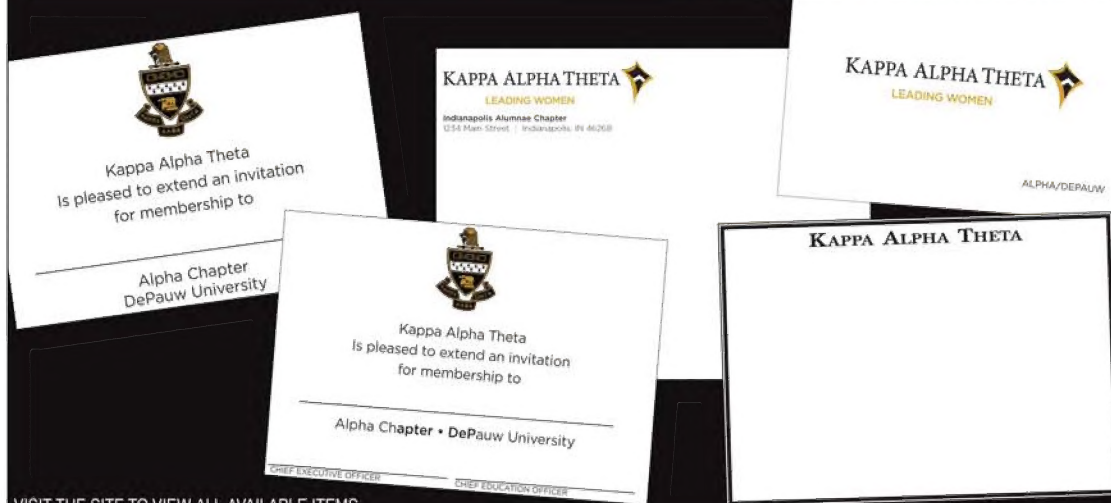 Kappa Alpha Theta
Is pleased to extend an invitation
for membership to
Alpha Chapter
DePauw University
KAPPA ALPHA THETA
LEADING WOMEN
Indianapolis Alumnae Chapter
1234 Main Street | Indianapolis, IN 46268
KAPPA ALPHA THETA
LEADING WOMEN
ALPHA/DEPAUW
Kappa Alpha Theta
Is pleased to extend an invitation
for membership to
Alpha Chapter • DePauw University
CHIEF EXECUTIVE OFFICER
CHIEF EDUCATION OFFICER
KAPPA ALPHA THETA
VISIT THE SITE TO VIEW ALL AVAILABLE ITEMS